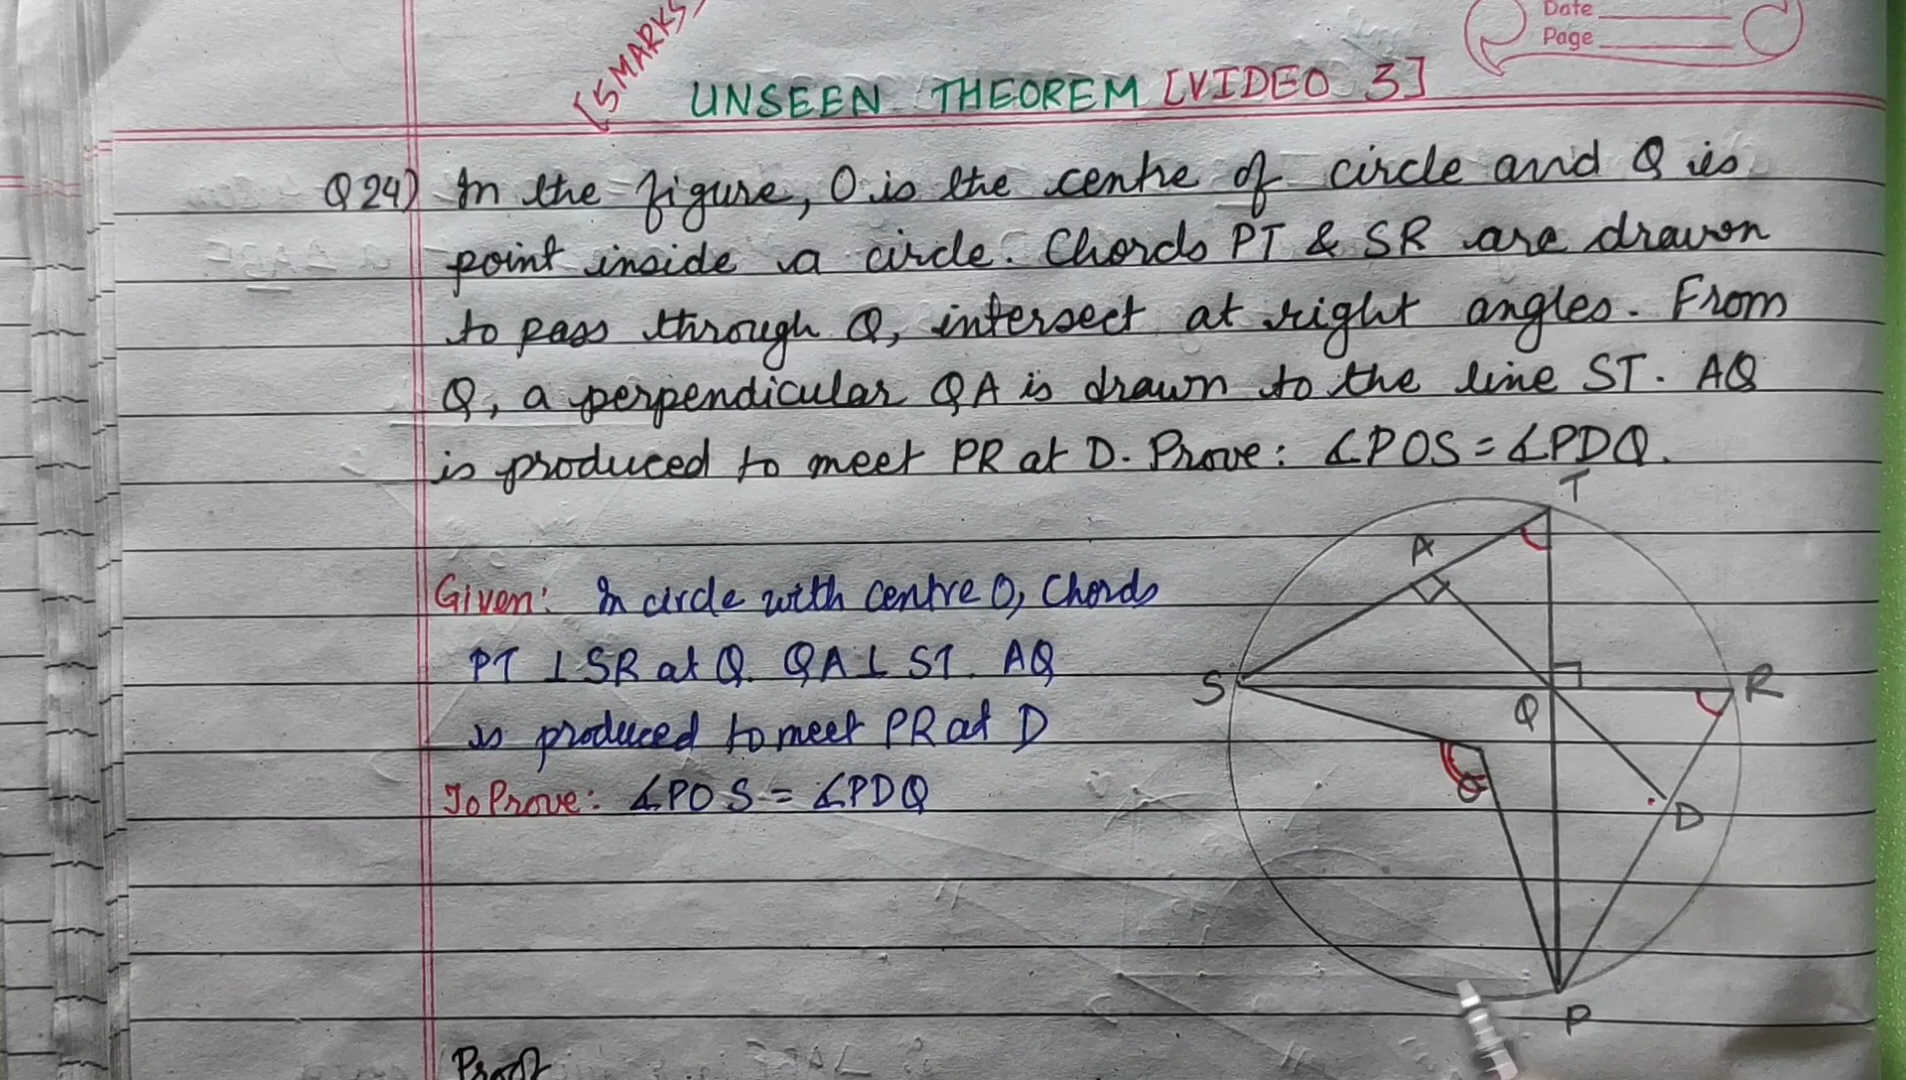 Date
Page
[5MARKS]
UNSEEN THEOREM [VIDEO 3]
Q24) In the figure, O is the centre of circle and Q is
point inside a circle. Chords PT & SR are drawn
to pass through Q, intersect at right angles. From
Q, a perpendicular QA is drawn to the line ST. AQ
is produced to meet PR at D. Prove: ∠POS = ∠PDQ.
T
A
Given: In circle with centre O, Chords
PT ⊥ SR at Q. QA ⊥ ST. AQ
S
R
Q
is produced to meet PR at D
To Prove: ∠POS = ∠PDQ
O
D
P
Proof